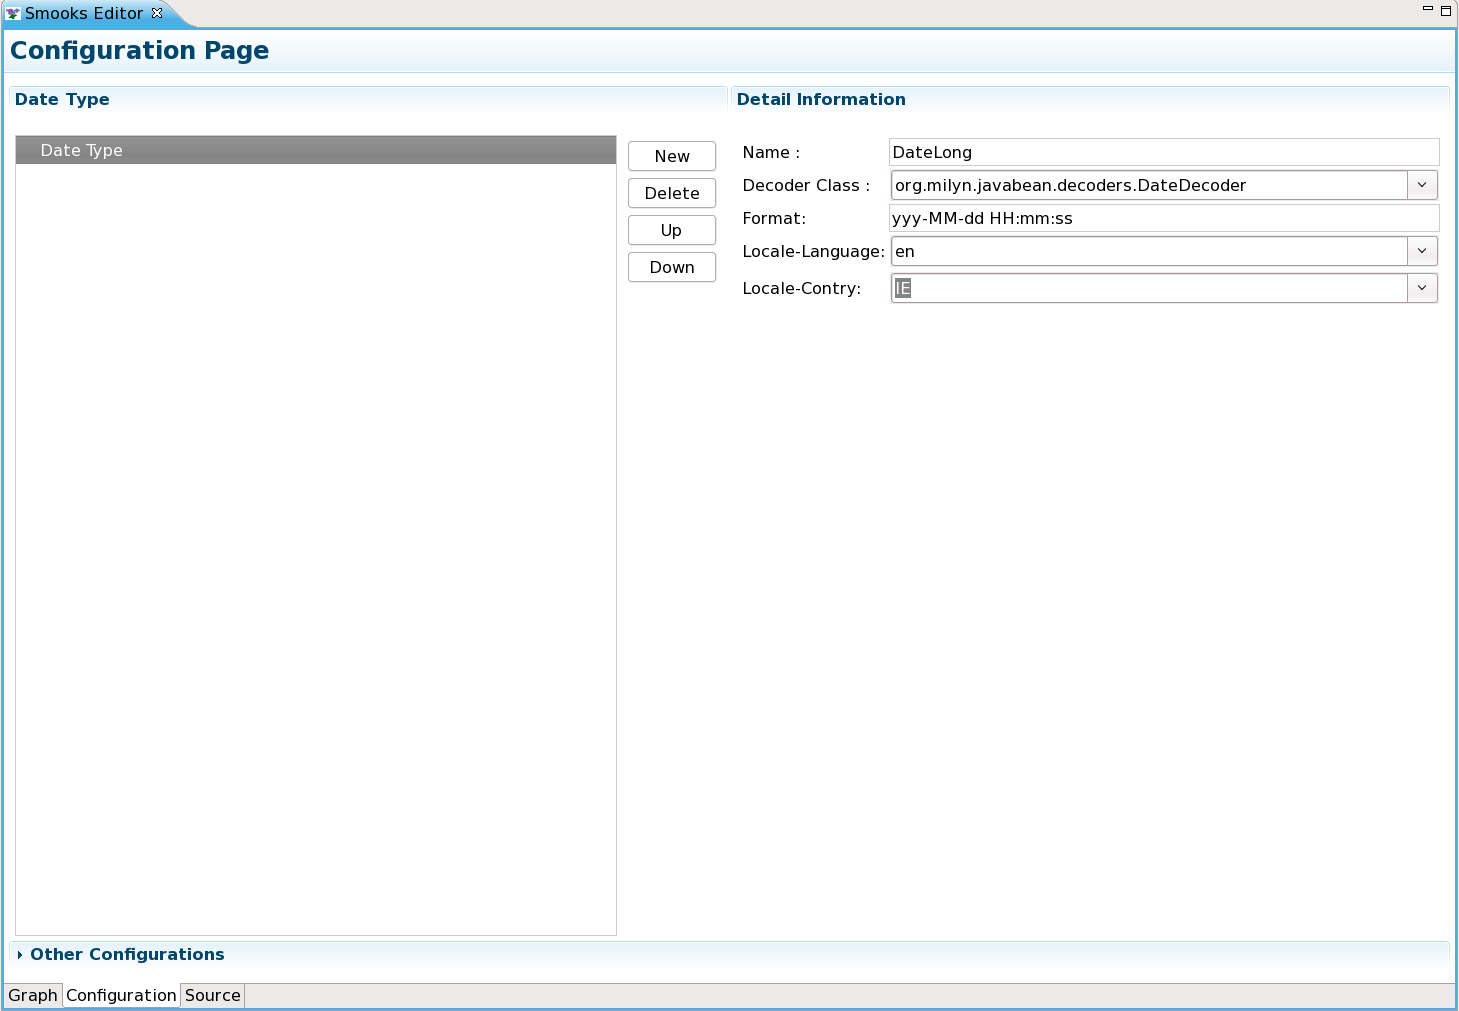 Smooks Editor
Configuration Page
Date Type
Date Type
New
Delete
Up
Down
Detail Information
Name : DateLong
Decoder Class : org.milyn.javabean.decoders.DateDecoder
Format: yyy-MM-dd HH:mm:ss
Locale-Language: en
Locale-Contry: IE
Other Configurations
Graph Configuration Source